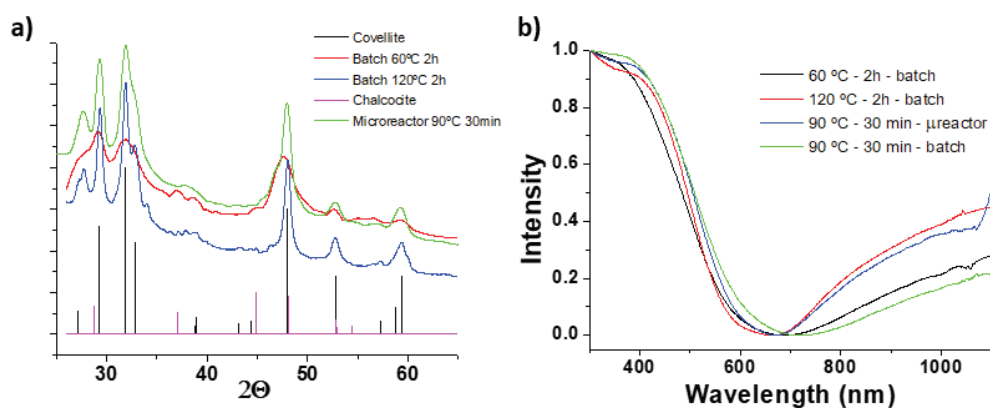 a)
Covellite
Batch 60ºC 2h
Batch 120ºC 2h
Chalcocite
Microreactor 90ºC 30min
30
40
50
60
2Θ
b)
1.0
0.8
0.6
0.4
0.2
0.0
Intensity
60 ºC - 2h - batch
120 ºC - 2h - batch
90 ºC - 30 min - µreactor
90 ºC - 30 min - batch
400
600
800
1000
Wavelength (nm)